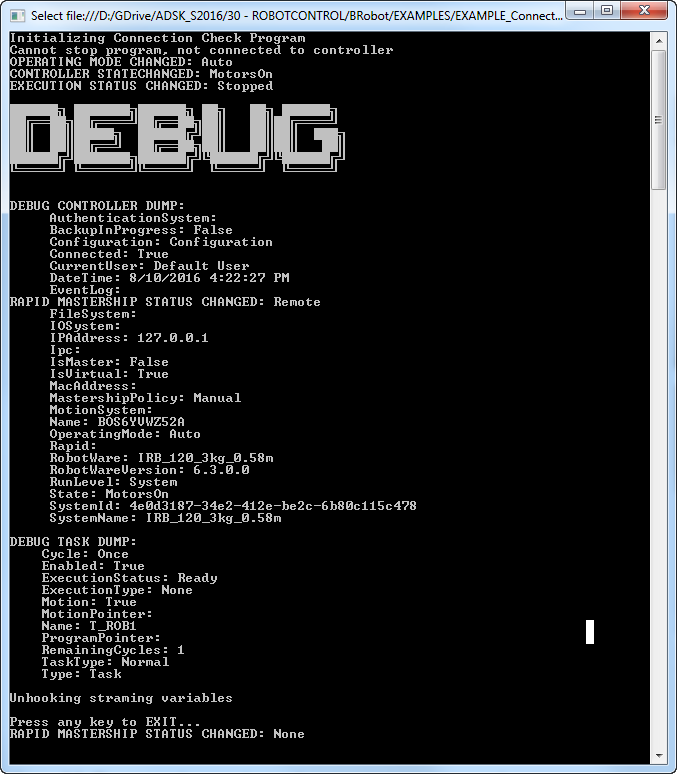 Select file:///D:/GDrive/ADSK_S2016/30 - ROBOTCONTROL/BRobot/EXAMPLES/EXAMPLE_Connect...
Initializing Connection Check Program
Cannot stop program, not connected to controller
OPERATING MODE CHANGED: Auto
CONTROLLER STATECHANGED: MotorsOn
EXECUTION STATUS CHANGED: Stopped
DEBUG
DEBUG CONTROLLER DUMP:
AuthenticationSystem:
BackupInProgress: False
Configuration: Configuration
Connected: True
CurrentUser: Default User
DateTime: 8/10/2016 4:22:27 PM
EventLog:
RAPID MASTERSHIP STATUS CHANGED: Remote
FileSystem:
IOSystem:
IPAddress: 127.0.0.1
Ipc:
IsMaster: False
IsVirtual: True
MacAddress:
MastershipPolicy: Manual
MotionSystem:
Name: BOS6YVWZ52A
OperatingMode: Auto
Rapid:
RobotWare: IRB_120_3kg_0.58m
RobotWareVersion: 6.3.0.0
RunLevel: System
State: MotorsOn
SystemId: 4e0d3187-34e2-412e-be2c-6b80c115c478
SystemName: IRB_120_3kg_0.58m
DEBUG TASK DUMP:
Cycle: Once
Enabled: True
ExecutionStatus: Ready
ExecutionType: None
Motion: True
MotionPointer:
Name: T_ROB1
ProgramPointer:
RemainingCycles: 1
TaskType: Normal
Type: Task
Unhooking straming variables
Press any key to EXIT...
RAPID MASTERSHIP STATUS CHANGED: None